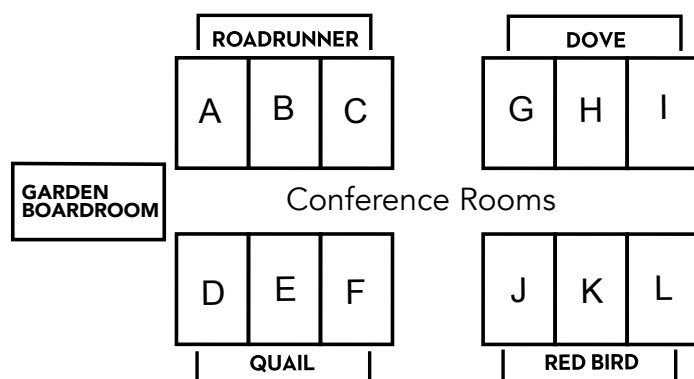 ROADRUNNER DOVE
A B C G H I
GARDEN
BOARDROOM
Conference Rooms
D E F J K L
QUAIL RED BIRD